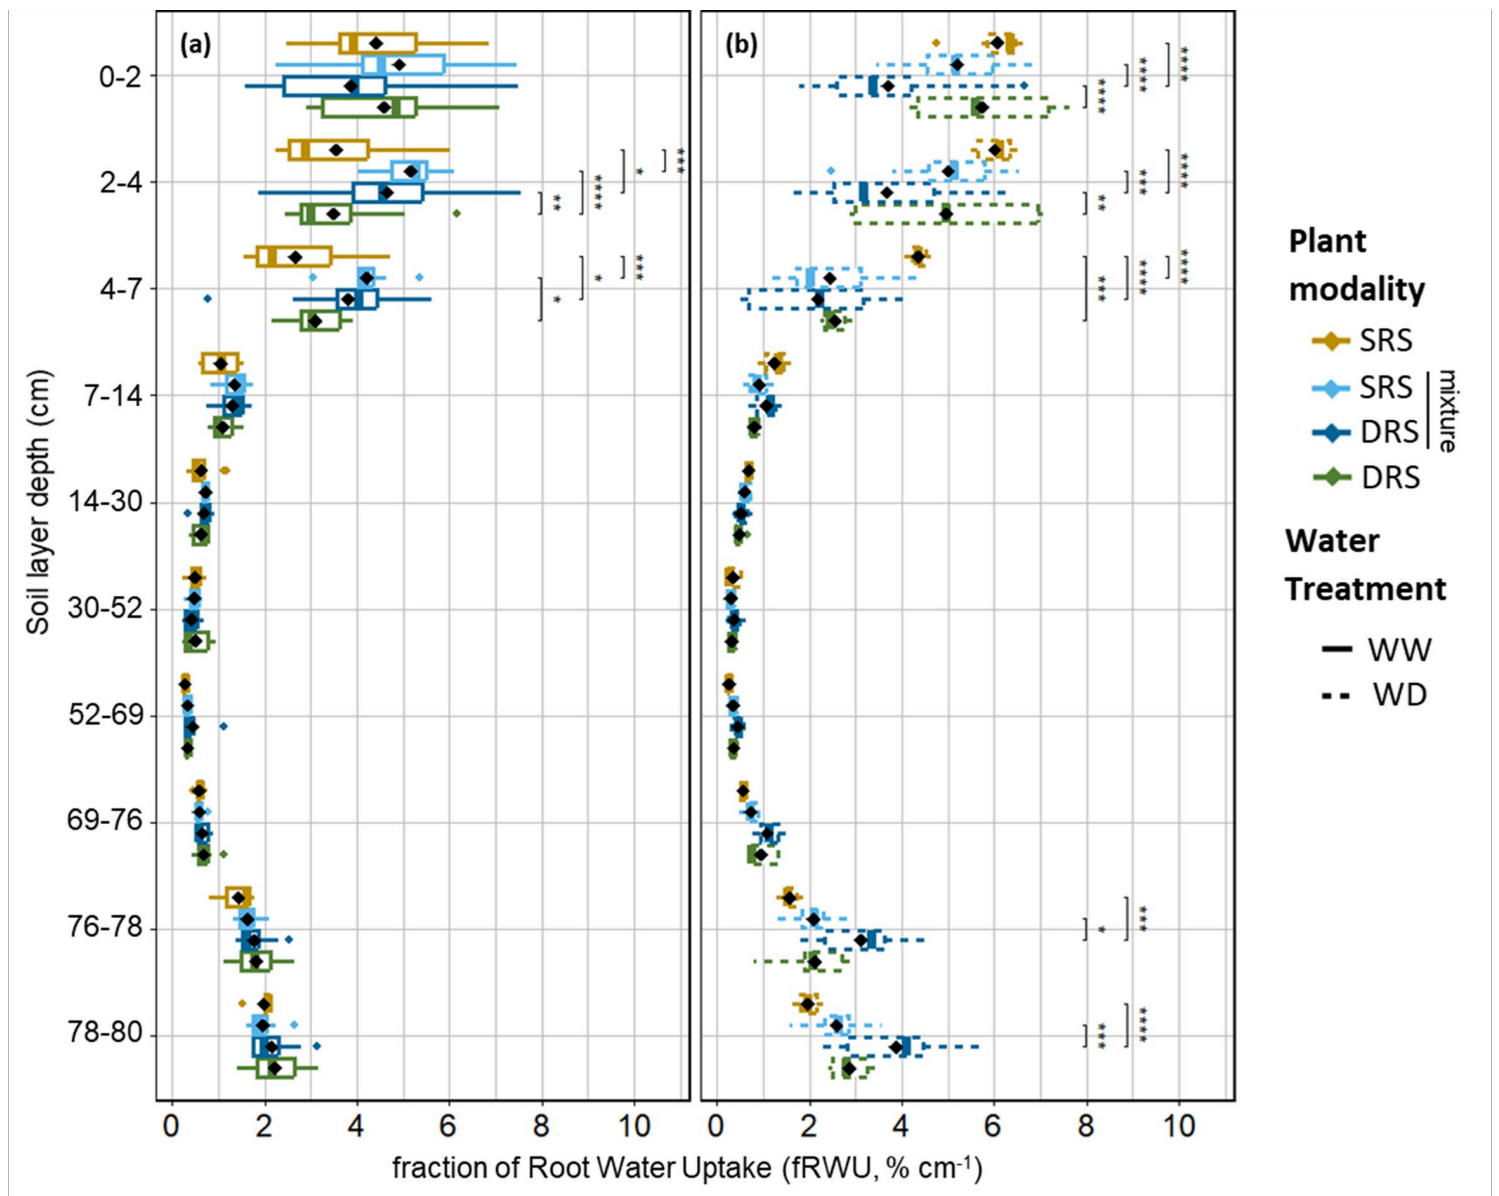 (a)
(b)
0-2
2-4
4-7
7-14
14-30
30-52
52-69
69-76
76-78
78-80
Soil layer depth (cm)
0 2 4 6 8 10
0 2 4 6 8 10
fraction of Root Water Uptake (fRWU, % cm-1)
Plant
modality
SRS
SRS
DRS
mixture
DRS
Water
Treatment
WW
WD